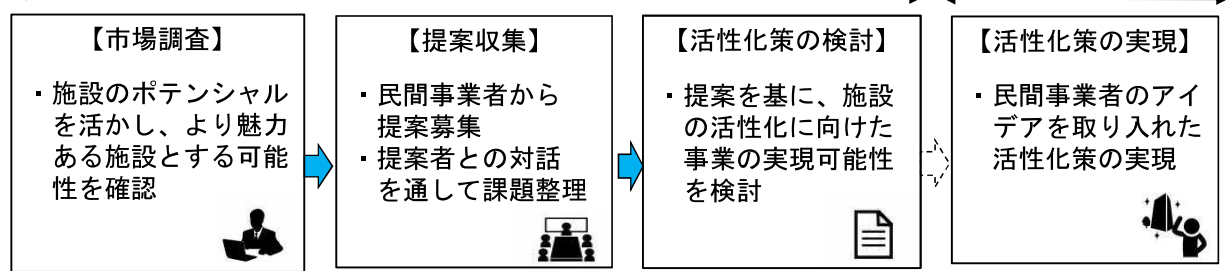 【市場調査】
・施設のポテンシャル
を活かし、より魅力
ある施設とする可能
性を確認
【提案収集】
・民間事業者から
提案募集
・提案者との対話
を通して課題整理
【活性化策の検討】
・提案を基に、施設
の活性化に向けた
事業の実現可能性
を検討
【活性化策の実現】
・民間事業者のアイ
デアを取り入れた
活性化策の実現